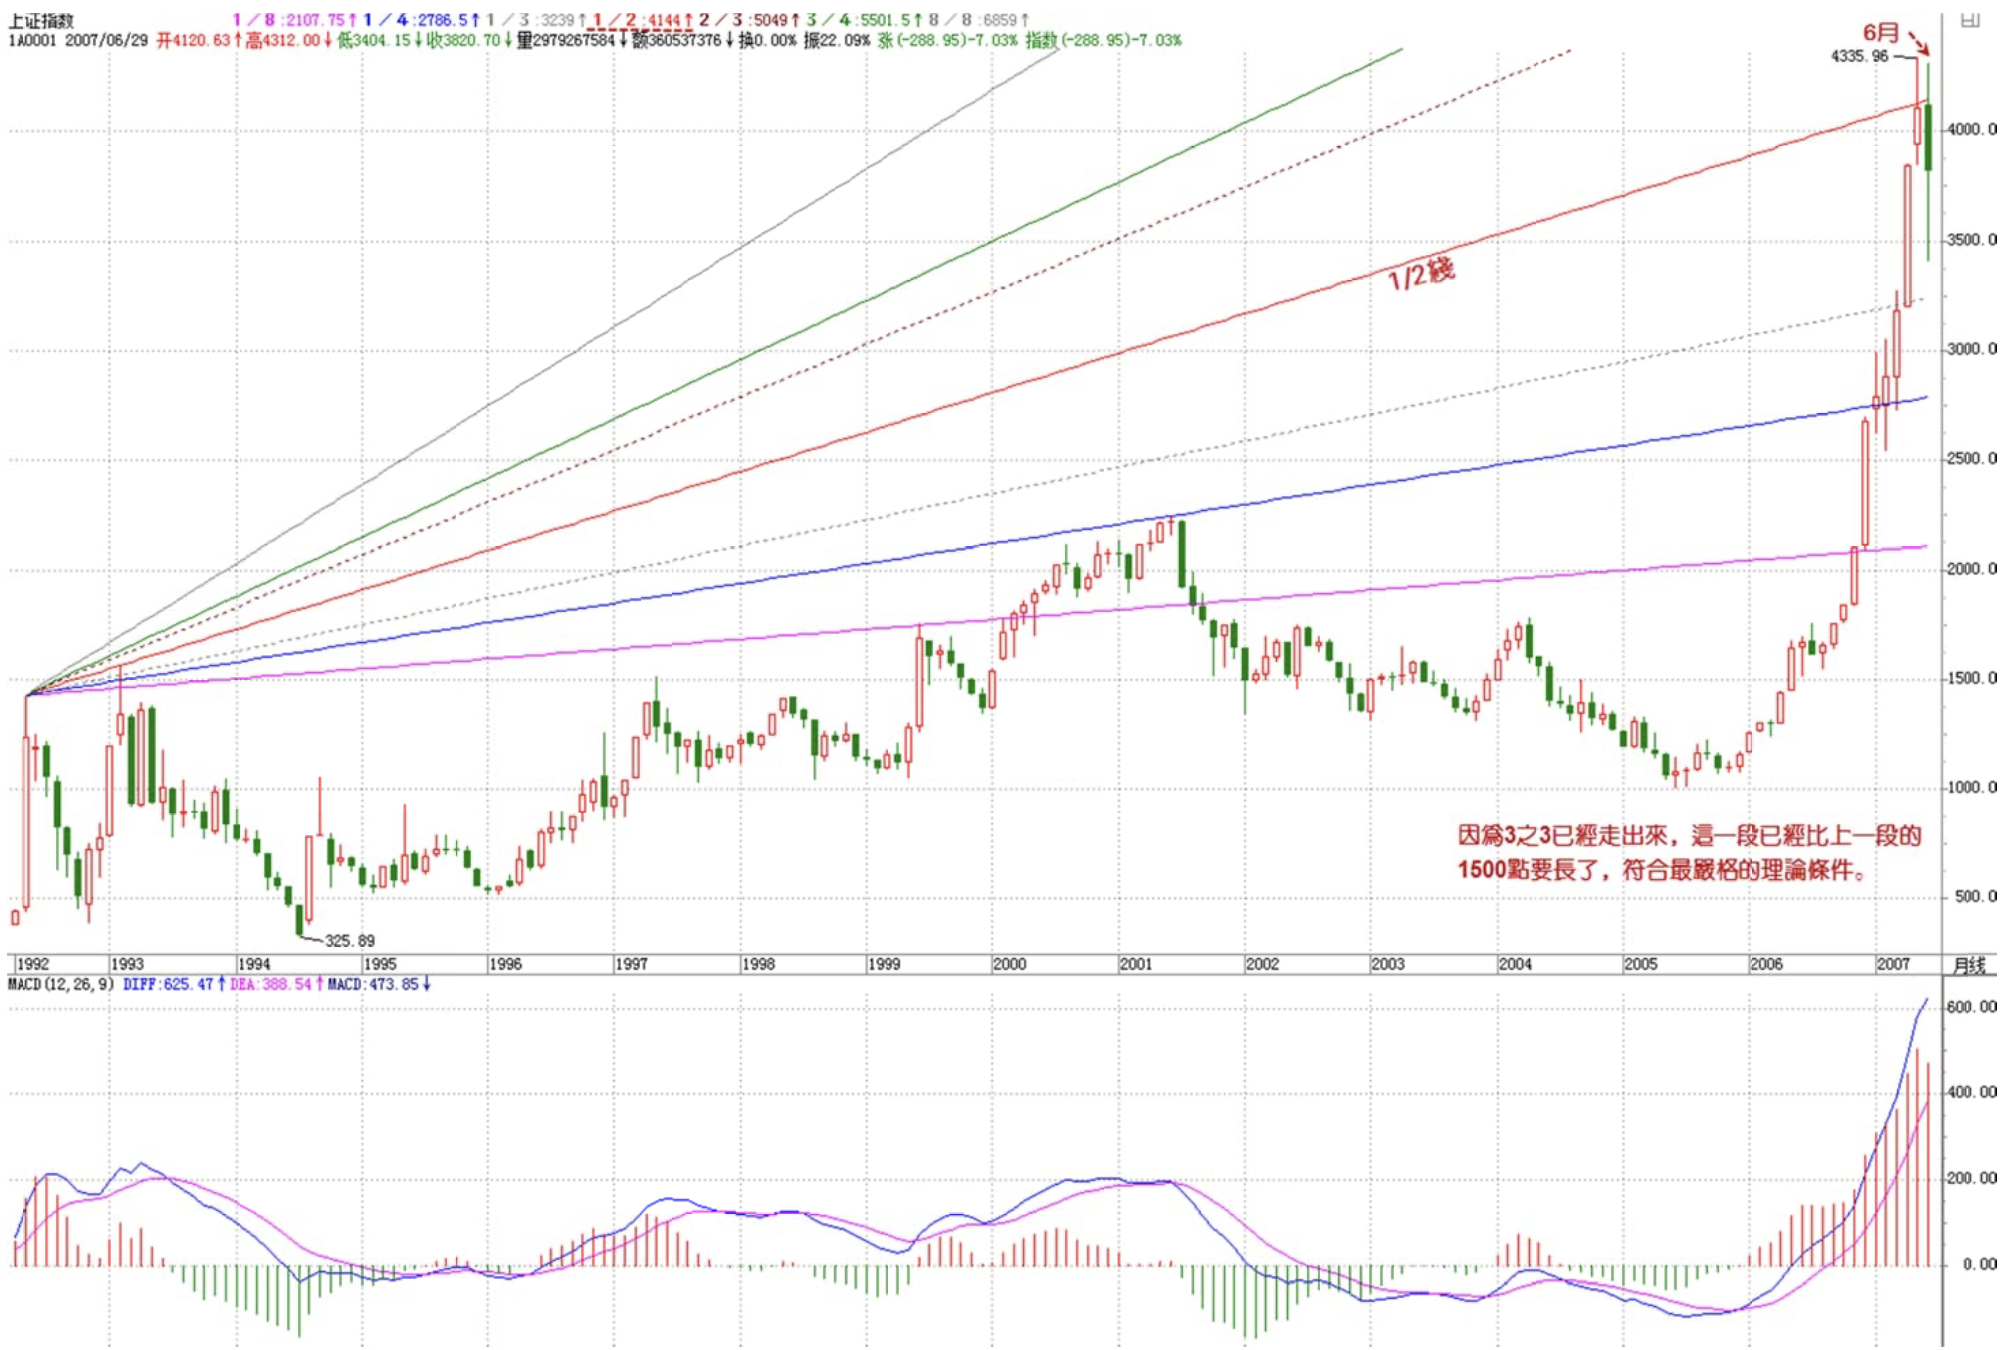 上证指数 1/8:2107.75↑ 1/4:2786.5↑ 1/3:3239↑ 1/2:4144↑ 2/3:5049↑ 3/4:5501.5↑ 8/8:6859↑
1A0001 2007/06/29 开4120.63↑高4312.00↓低3404.15↓收3820.70↓量2979267584↓额360537376↓换0.00% 振22.09% 涨(-288.95)-7.03% 指数(-288.95)-7.03%
6月
4335.96
4000.0
3500.0
1/2綫
3000.0
2500.0
2000.0
1500.0
1000.0
因爲3之3已經走出來，這一段已經比上一段的
1500點要長了，符合最嚴格的理論條件。
500.0
325.89
1992 1993 1994 1995 1996 1997 1998 1999 2000 2001 2002 2003 2004 2005 2006 2007 月线
MACD(12,26,9) DIFF:625.47↑ DEA:388.54↑ MACD:473.85↓
600.00
400.00
200.00
0.00